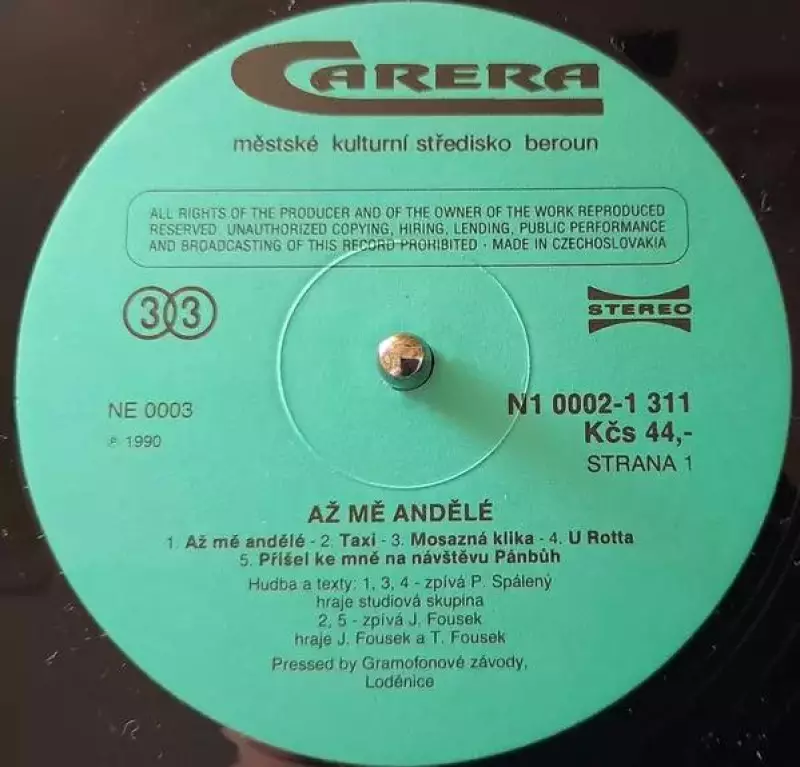 CARERA
městské kulturní středisko beroun
ALL RIGHTS OF THE PRODUCER AND OF THE OWNER OF THE WORK REPRODUCED
RESERVED. UNAUTHORIZED COPYING, HIRING, LENDING, PUBLIC PERFORMANCE
AND BROADCASTING OF THIS RECORD PROHIBITED · MADE IN CZECHOSLOVAKIA
33
STEREO
NE 0003
℗ 1990
N1 0002-1 311
Kčs 44,-
STRANA 1
AŽ MĚ ANDĚLÉ
1. Až mě andělé - 2. Taxi - 3. Mosazná klika - 4. U Rotta
5. Přišel ke mně na návštěvu Pánbůh
Hudba a texty: 1, 3, 4 - zpívá P. Spálený
hraje studiová skupina
2, 5 - zpívá J. Fousek
hraje J. Fousek a T. Fousek
Pressed by Gramofonové závody,
Loděnice